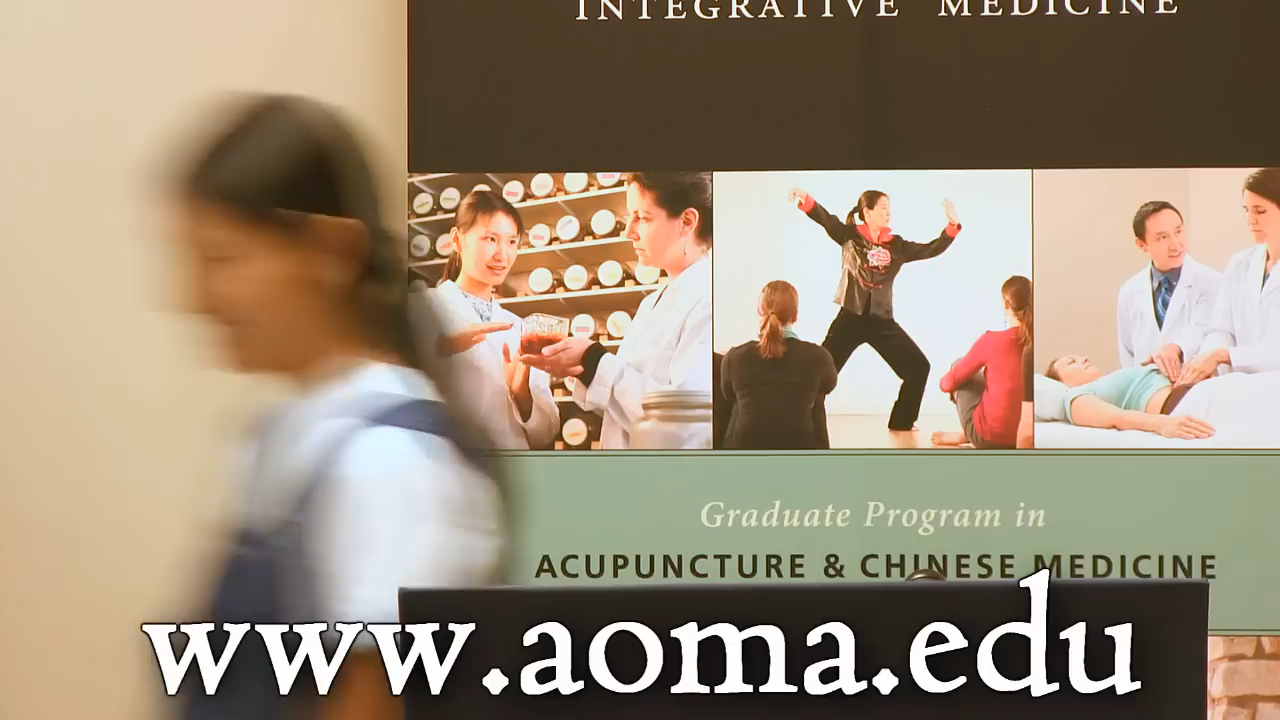 INTEGRATIVE MEDICINE
Graduate Program in
ACUPUNCTURE & CHINESE MEDICINE
www.aoma.edu